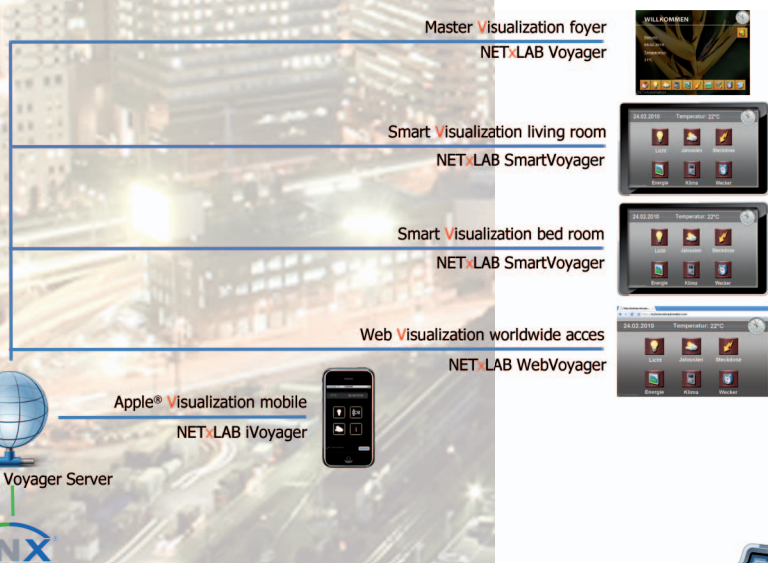 Master Visualization foyer
NETxLAB Voyager
WILLKOMMEN
Smart Visualization living room
NETxLAB SmartVoyager
24.02.2010 Temperatur: 22°C
Licht Jalousien Steckdose
Energie Klima Wecker
Smart Visualization bed room
NETxLAB SmartVoyager
24.02.2010 Temperatur: 22°C
Licht Jalousien Steckdose
Energie Klima Wecker
Web Visualization worldwide acces
NETxLAB WebVoyager
24.02.2010 Temperatur: 22°C
Licht Jalousien Steckdose
Energie Klima Wecker
Apple® Visualization mobile
NETxLAB iVoyager
Voyager Server
NX